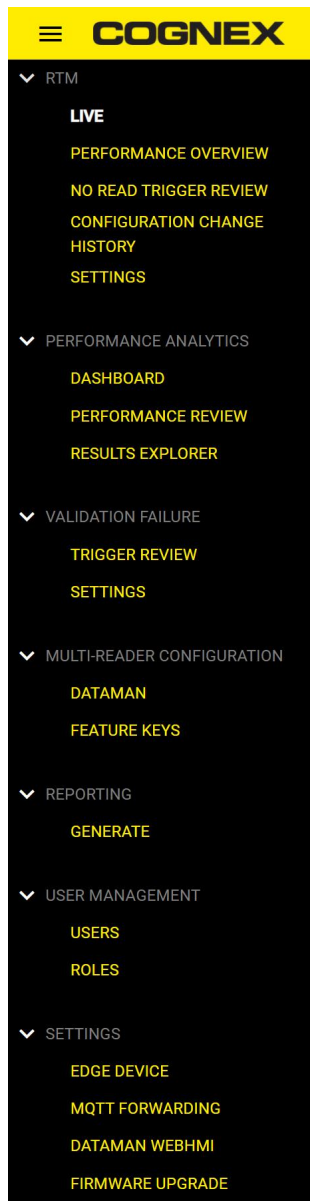 COGNEX
RTM
LIVE
PERFORMANCE OVERVIEW
NO READ TRIGGER REVIEW
CONFIGURATION CHANGE
HISTORY
SETTINGS
PERFORMANCE ANALYTICS
DASHBOARD
PERFORMANCE REVIEW
RESULTS EXPLORER
VALIDATION FAILURE
TRIGGER REVIEW
SETTINGS
MULTI-READER CONFIGURATION
DATAMAN
FEATURE KEYS
REPORTING
GENERATE
USER MANAGEMENT
USERS
ROLES
SETTINGS
EDGE DEVICE
MQTT FORWARDING
DATAMAN WEBHMI
FIRMWARE UPGRADE